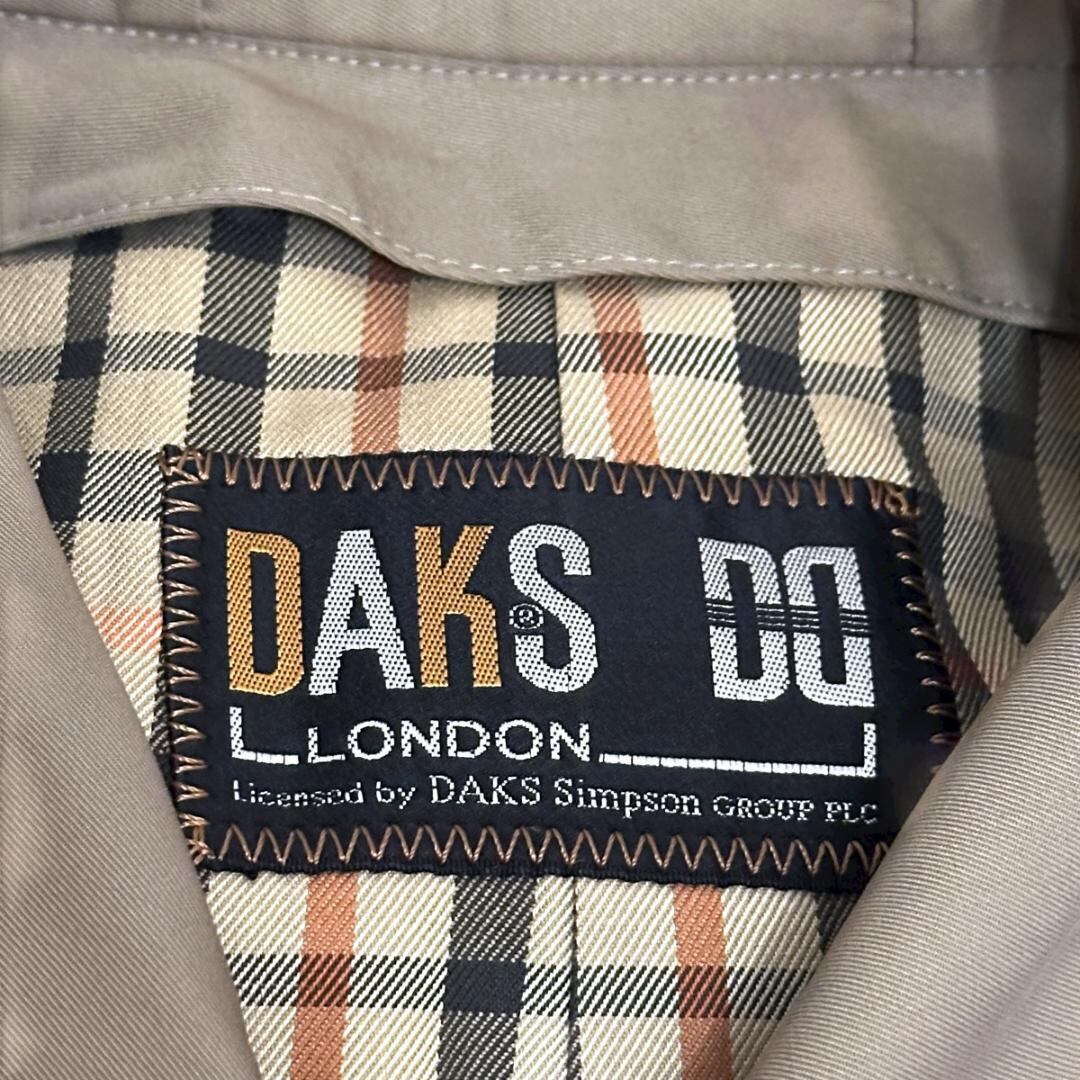 DAKS® DD
LONDON
Licensed by DAKS Simpson GROUP PLC